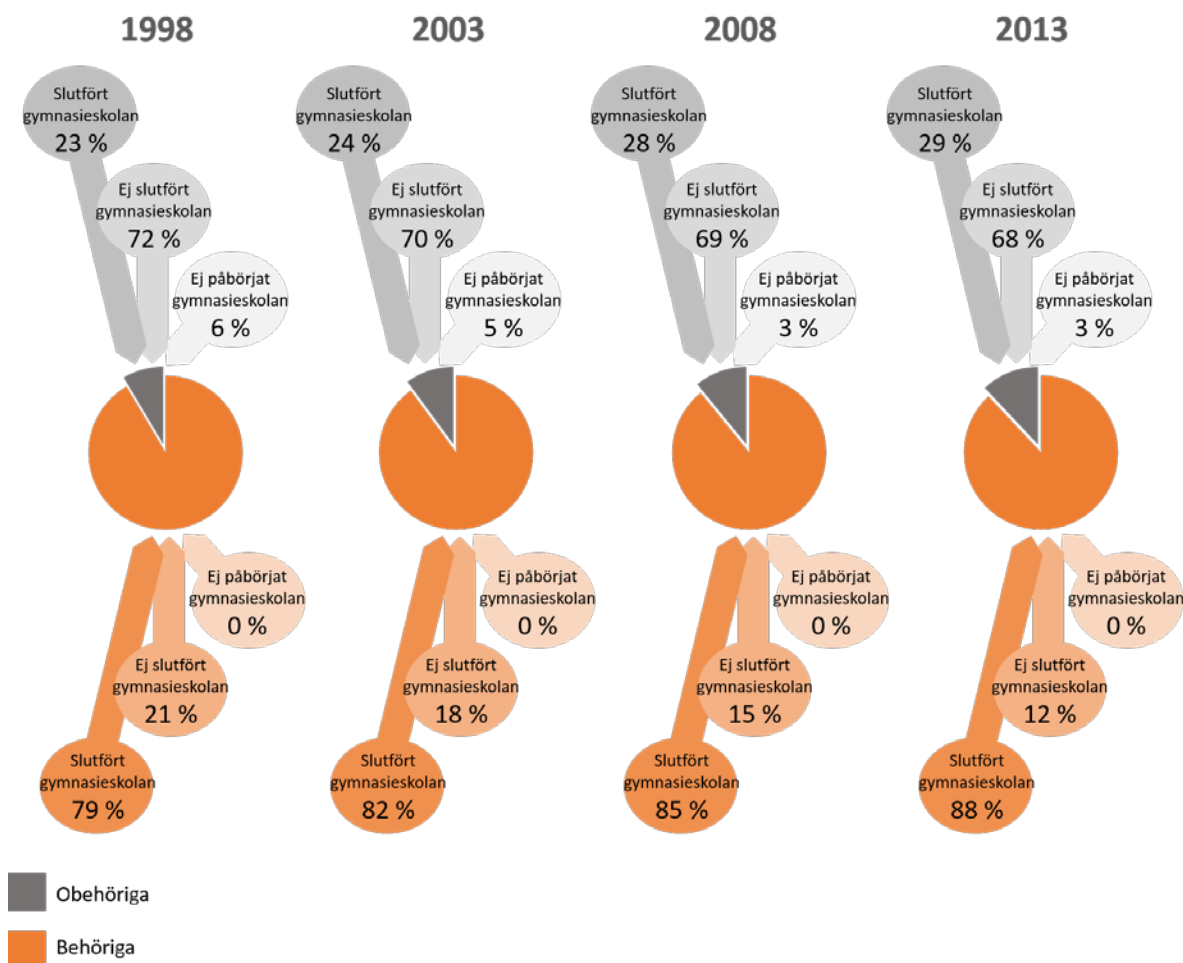 1998
2003
2008
2013
Slutfört
gymnasieskolan
23 %
Ej slutfört
gymnasieskolan
72 %
Ej påbörjat
gymnasieskolan
6 %
Slutfört
gymnasieskolan
24 %
Ej slutfört
gymnasieskolan
70 %
Ej påbörjat
gymnasieskolan
5 %
Slutfört
gymnasieskolan
28 %
Ej slutfört
gymnasieskolan
69 %
Ej påbörjat
gymnasieskolan
3 %
Slutfört
gymnasieskolan
29 %
Ej slutfört
gymnasieskolan
68 %
Ej påbörjat
gymnasieskolan
3 %
Ej påbörjat
gymnasieskolan
0 %
Ej slutfört
gymnasieskolan
21 %
Slutfört
gymnasieskolan
79 %
Ej påbörjat
gymnasieskolan
0 %
Ej slutfört
gymnasieskolan
18 %
Slutfört
gymnasieskolan
82 %
Ej påbörjat
gymnasieskolan
0 %
Ej slutfört
gymnasieskolan
15 %
Slutfört
gymnasieskolan
85 %
Ej påbörjat
gymnasieskolan
0 %
Ej slutfört
gymnasieskolan
12 %
Slutfört
gymnasieskolan
88 %
Obehöriga
Behöriga